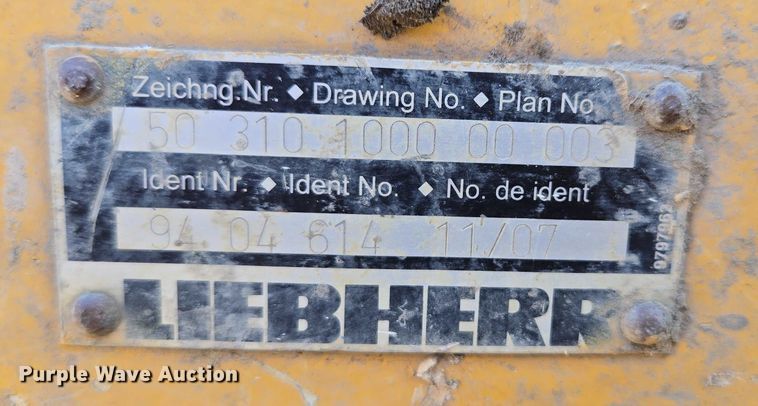 Zeichng.Nr. ◆ Drawing No. ◆ Plan No
50 310 1000 00 003
Ident Nr. ◆ Ident No. ◆ No. de ident
94 04 614 11/07
9797962
LIEBHERR
Purple Wave Auction